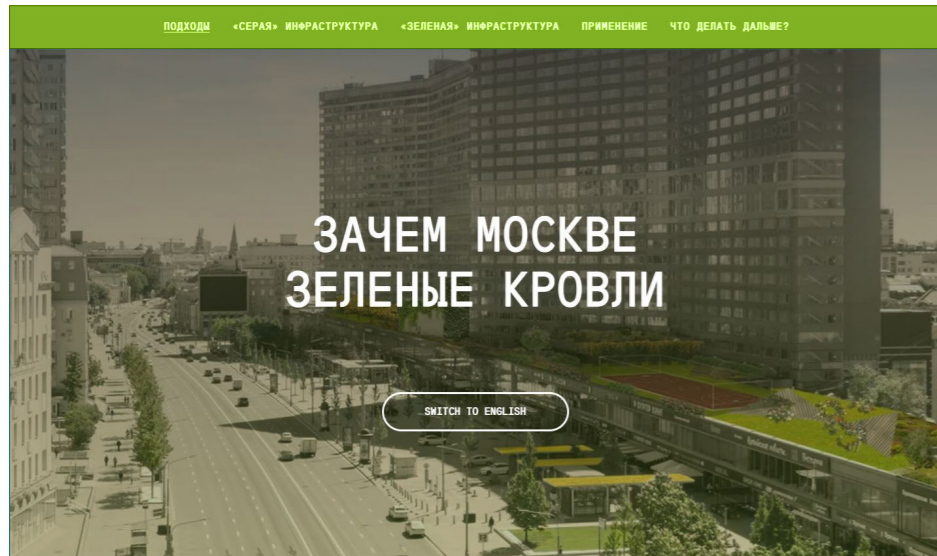 ПОДХОДЫ «СЕРАЯ» ИНФРАСТРУКТУРА «ЗЕЛЕНАЯ» ИНФРАСТРУКТУРА ПРИМЕНЕНИЕ ЧТО ДЕЛАТЬ ДАЛЬШЕ?
ЗАЧЕМ МОСКВЕ
ЗЕЛЕНЫЕ КРОВЛИ
SWITCH TO ENGLISH